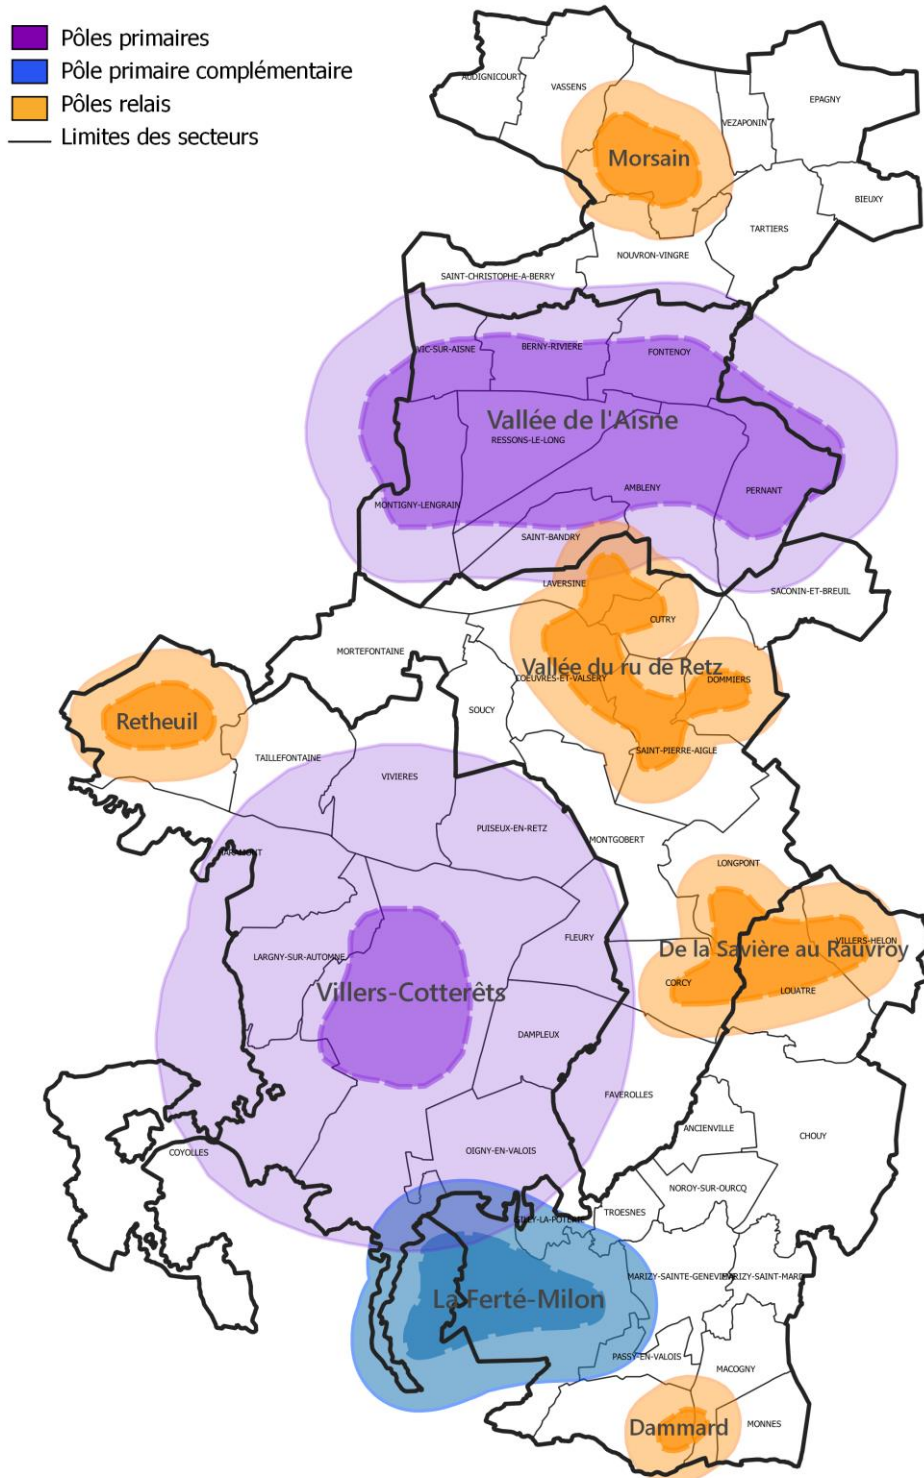 Pôles primaires
Pôle primaire complémentaire
Pôles relais
Limites des secteurs
AUDIGNICOURT
VASSENS
EPAGNY
VEZAPONIN
Morsain
BIEUXY
TARTIERS
NOUVRON-VINGRE
SAINT-CHRISTOPHE-A-BERRY
VIC-SUR-AISNE
BERNY-RIVIERE
FONTENOY
Vallée de l'Aisne
RESSONS-LE-LONG
AMBLENY
PERNANT
MONTIGNY-LENGRAIN
SAINT-BANDRY
LAVERSINE
SACONIN-ET-BREUIL
CUTRY
MORTEFONTAINE
Vallée du ru de Retz
COEUVRES-ET-VALSERY
DOMMIERS
SOUCY
Retheuil
SAINT-PIERRE-AIGLE
TAILLEFONTAINE
VIVIERES
PUISEUX-EN-RETZ
MONTGOBERT
LONGPONT
FLEURY
VILLERS-HELON
De la Savière au Rauvroy
LARGNY-SUR-AUTOMNE
CORCY
LOUATRE
Villers-Cotterêts
DAMPLEUX
FAVEROLLES
ANCIENVILLE
CHOUY
OIGNY-EN-VALOIS
COYOLLES
NOROY-SUR-OURCQ
TROESNES
MARIZY-SAINTE-GENEVIEVE
MARIZY-SAINT-MARD
La Ferté-Milon
PASSY-EN-VALOIS
MACOGNY
Dammard
MONNES